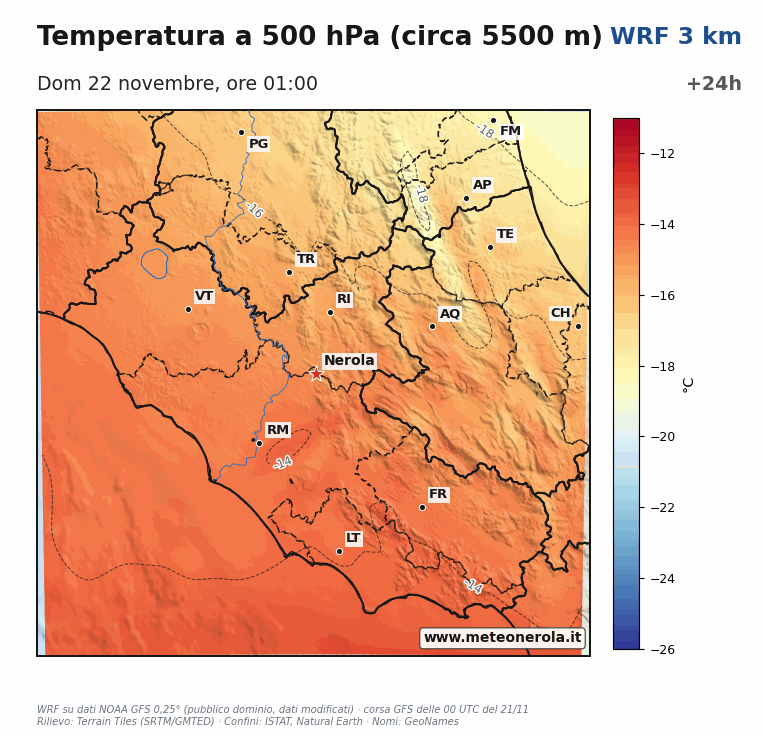 Temperatura a 500 hPa (circa 5500 m) WRF 3 km
Dom 22 novembre, ore 01:00 +24h
-18
FM
PG
AP
-18
-16
TE
TR
VT
RI
AQ
CH
Nerola
RM
-14
FR
LT
-14
www.meteonerola.it
−12
−14
−16
−18
−20
−22
−24
−26
°C
WRF su dati NOAA GFS 0,25° (pubblico dominio, dati modificati) · corsa GFS delle 00 UTC del 21/11
Rilievo: Terrain Tiles (SRTM/GMTED) · Confini: ISTAT, Natural Earth · Nomi: GeoNames